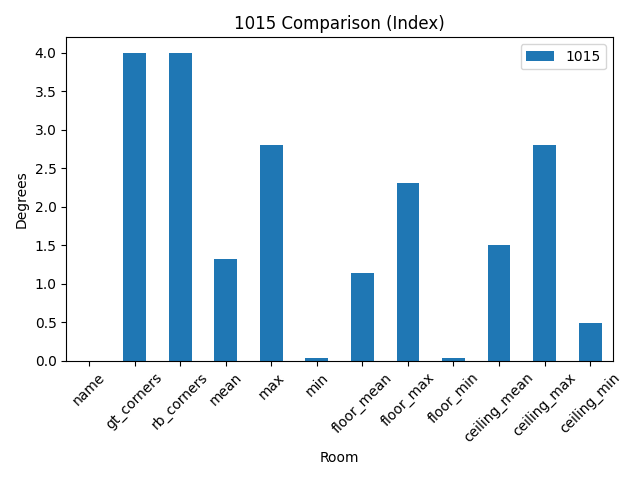 1015 Comparison (Index)
1015
Degrees
4.0
3.5
3.0
2.5
2.0
1.5
1.0
0.5
0.0
name
gt_corners
rb_corners
mean
max
min
floor_mean
floor_max
floor_min
ceiling_mean
ceiling_max
ceiling_min
Room